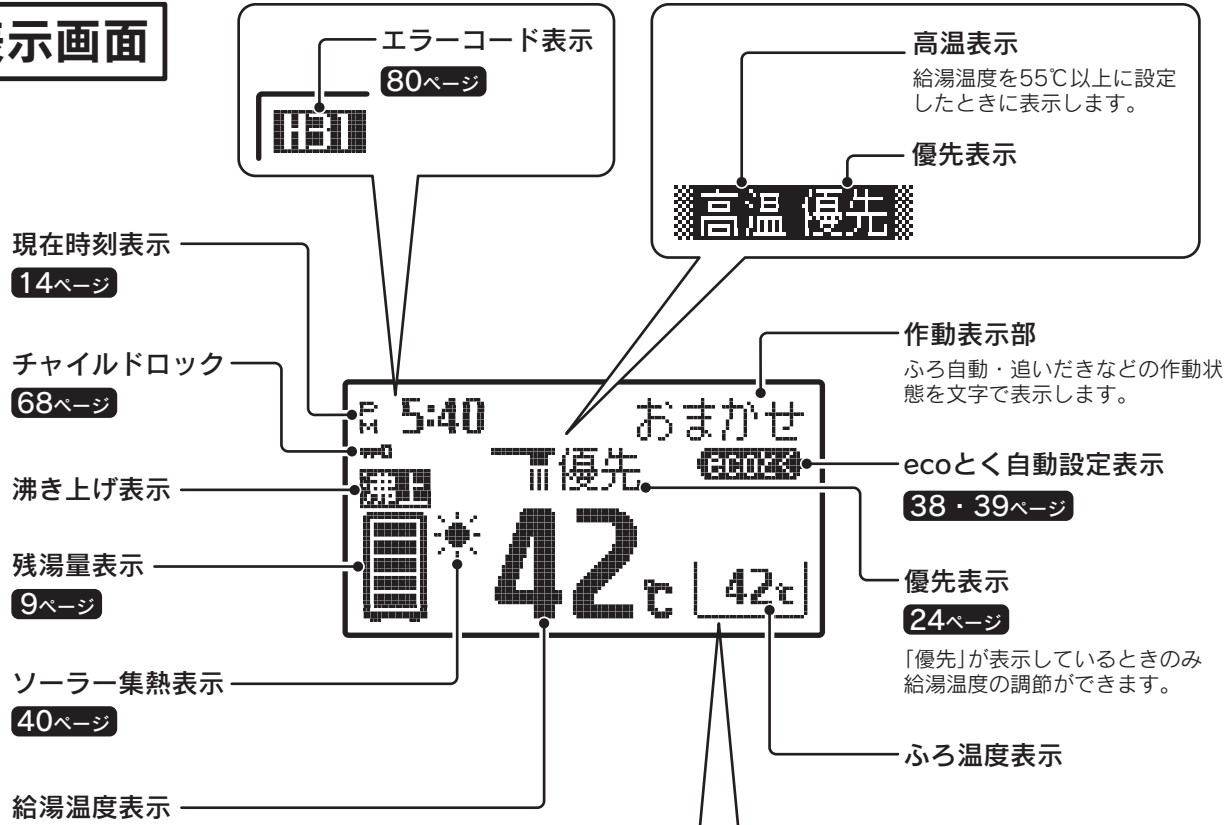 示画面
エラーコード表示
80ページ
H31
高温表示
給湯温度を55℃以上に設定
したときに表示します。
優先表示
高温 優先
現在時刻表示
14ページ
チャイルドロック
68ページ
沸き上げ表示
残湯量表示
9ページ
ソーラー集熱表示
40ページ
給湯温度表示
PM 5:40
おまかせ
優先
eco
沸上
42℃
42℃
作動表示部
ふろ自動・追いだきなどの作動状
態を文字で表示します。
ecoとく自動設定表示
38・39ページ
優先表示
24ページ
「優先」が表示しているときのみ
給湯温度の調節ができます。
ふろ温度表示